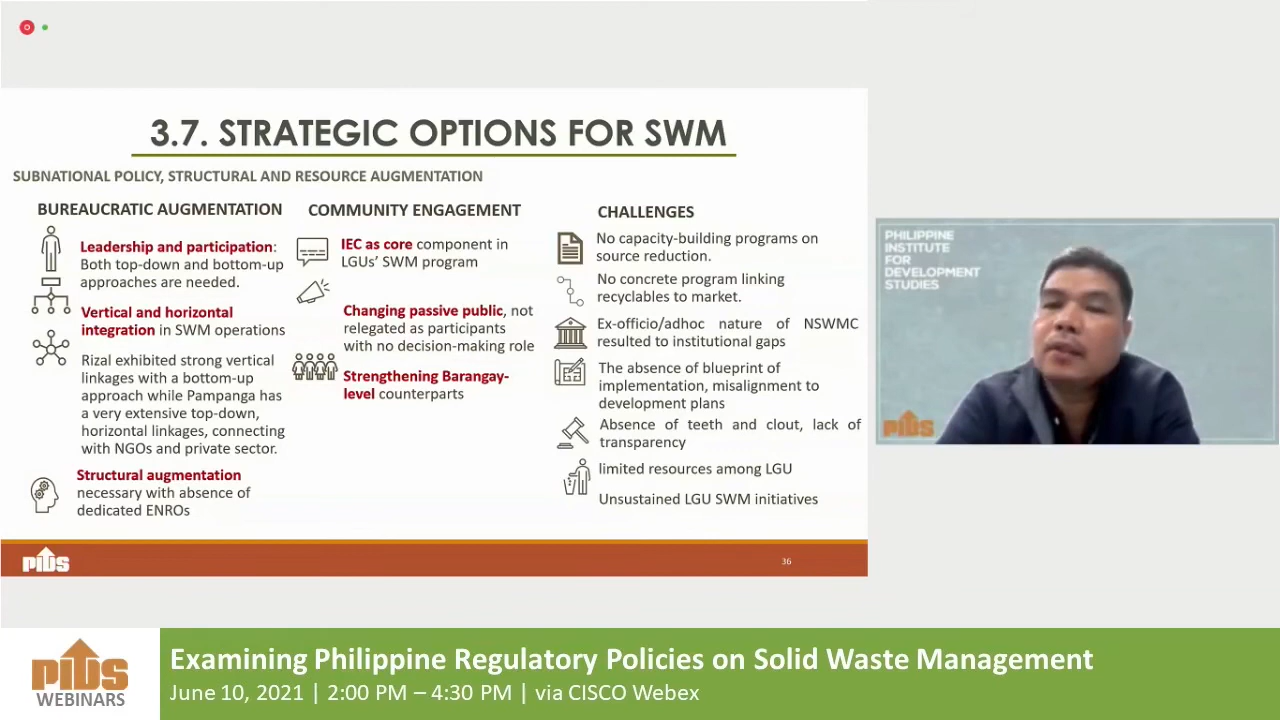 3.7. STRATEGIC OPTIONS FOR SWM
SUBNATIONAL POLICY, STRUCTURAL AND RESOURCE AUGMENTATION
BUREAUCRATIC AUGMENTATION
Leadership and participation:
Both top-down and bottom-up
approaches are needed.
Vertical and horizontal
integration in SWM operations
Rizal exhibited strong vertical
linkages with a bottom-up
approach while Pampanga has
a very extensive top-down,
horizontal linkages, connecting
with NGOs and private sector.
Structural augmentation
necessary with absence of
dedicated ENROs
COMMUNITY ENGAGEMENT
IEC as core component in
LGUs’ SWM program
Changing passive public, not
relegated as participants
with no decision-making role
Strengthening Barangay-
level counterparts
CHALLENGES
No capacity-building programs on
source reduction.
No concrete program linking
recyclables to market.
Ex-officio/adhoc nature of NSWMC
resulted to institutional gaps
The absence of blueprint of
implementation, misalignment to
development plans
Absence of teeth and clout, lack of
transparency
limited resources among LGU
Unsustained LGU SWM initiatives
PIDS
36
PHILIPPINE
INSTITUTE
FOR
DEVELOPMENT
STUDIES
PIDS
PIDS
WEBINARS
Examining Philippine Regulatory Policies on Solid Waste Management
June 10, 2021 | 2:00 PM – 4:30 PM | via CISCO Webex